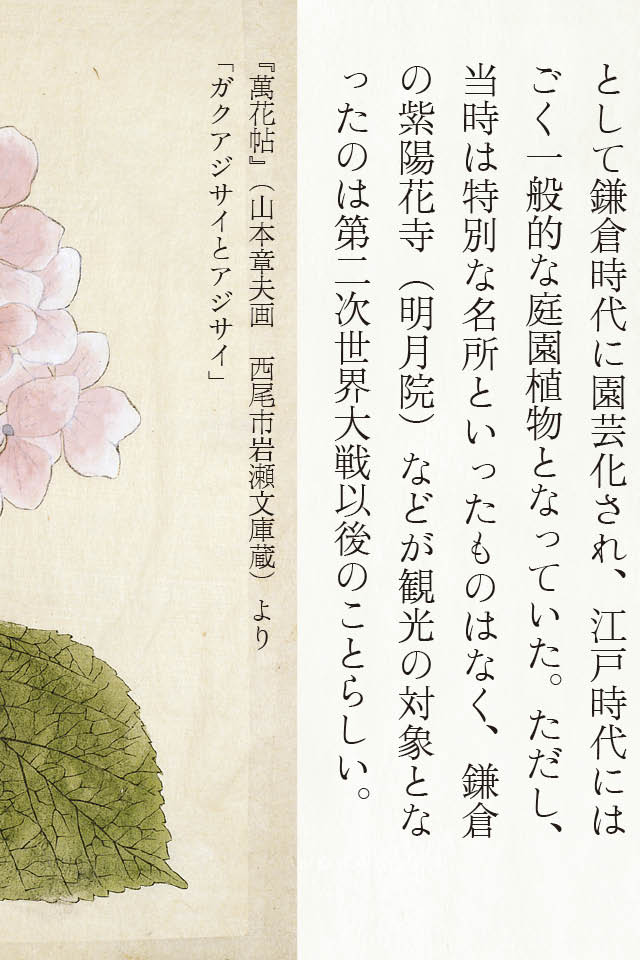 として鎌倉時代に園芸化され、江戸時代には
ごく一般的な庭園植物となっていた。ただし、
当時は特別な名所といったものはなく、鎌倉
の紫陽花寺（明月院）などが観光の対象とな
ったのは第二次世界大戦以後のことらしい。
『萬花帖』（山本章夫画　西尾市岩瀬文庫蔵）より
「ガクアジサイとアジサイ」